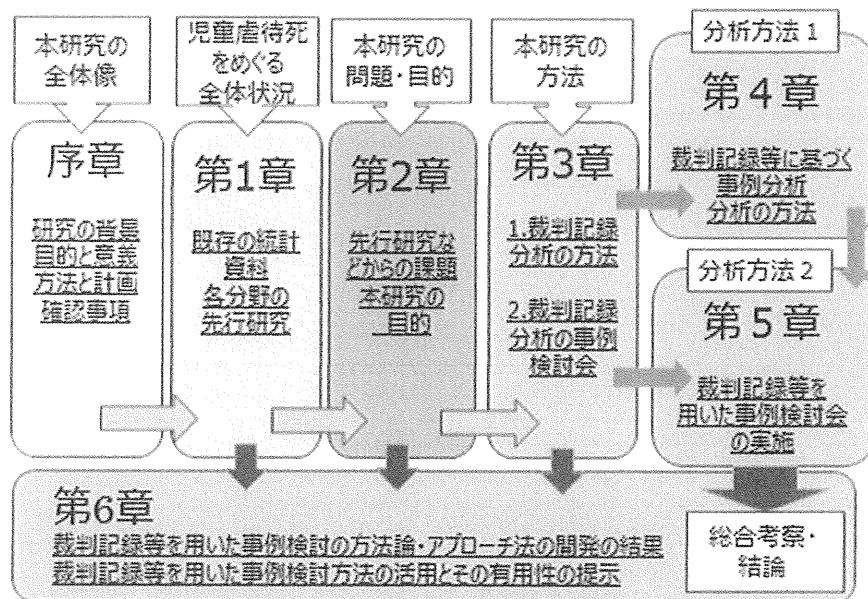 本研究の
全体像
序章
研究の背景
目的と意義
方法と計画
確認事項
児童虐待死
をめぐる
全体状況
第1章
既存の統計
資料
各分野の
先行研究
本研究の
問題・目的
第2章
先行研究な
どからの課題
本研究の
目的
本研究の
方法
第3章
1.裁判記録
分析の方法
2.裁判記録
分析の事例
検討会
分析方法1
第4章
裁判記録等に基づく
事例分析
分析の方法
分析方法2
第5章
裁判記録等を
用いた事例検討会
の実施
第6章
裁判記録等を用いた事例検討の方法論・アプローチ法の開発の結果
裁判記録等を用いた事例検討方法の活用とその有用性の提示
総合考察・
結論